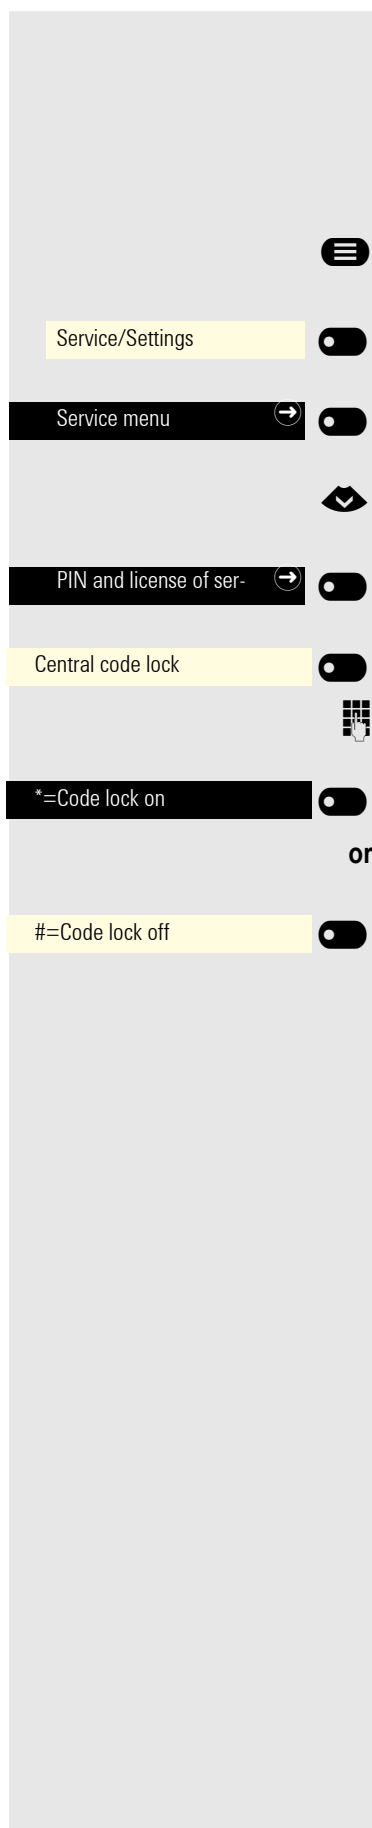 Service/Settings
Service menu
PIN and license of ser-
Central code lock
*=Code lock on
or
#=Code lock off